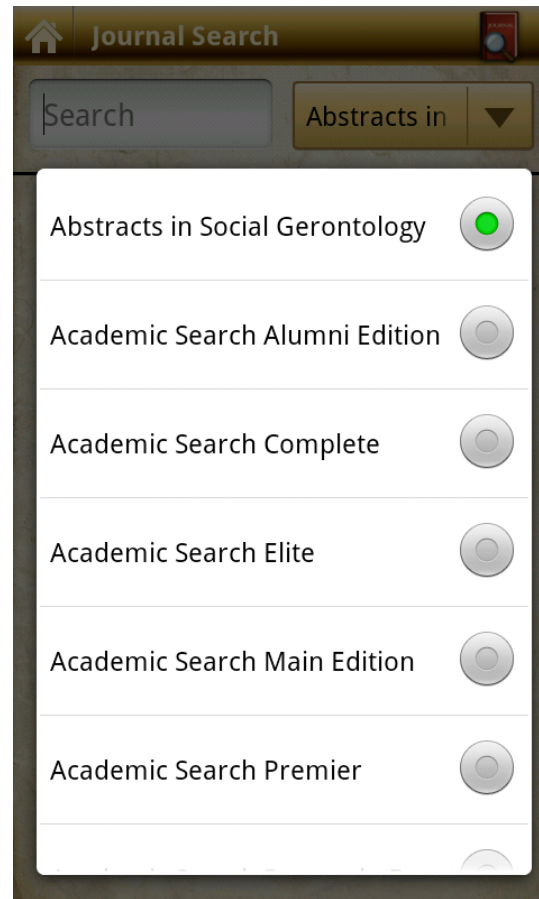 Journal Search
Search
Abstracts in
Abstracts in Social Gerontology
Academic Search Alumni Edition
Academic Search Complete
Academic Search Elite
Academic Search Main Edition
Academic Search Premier